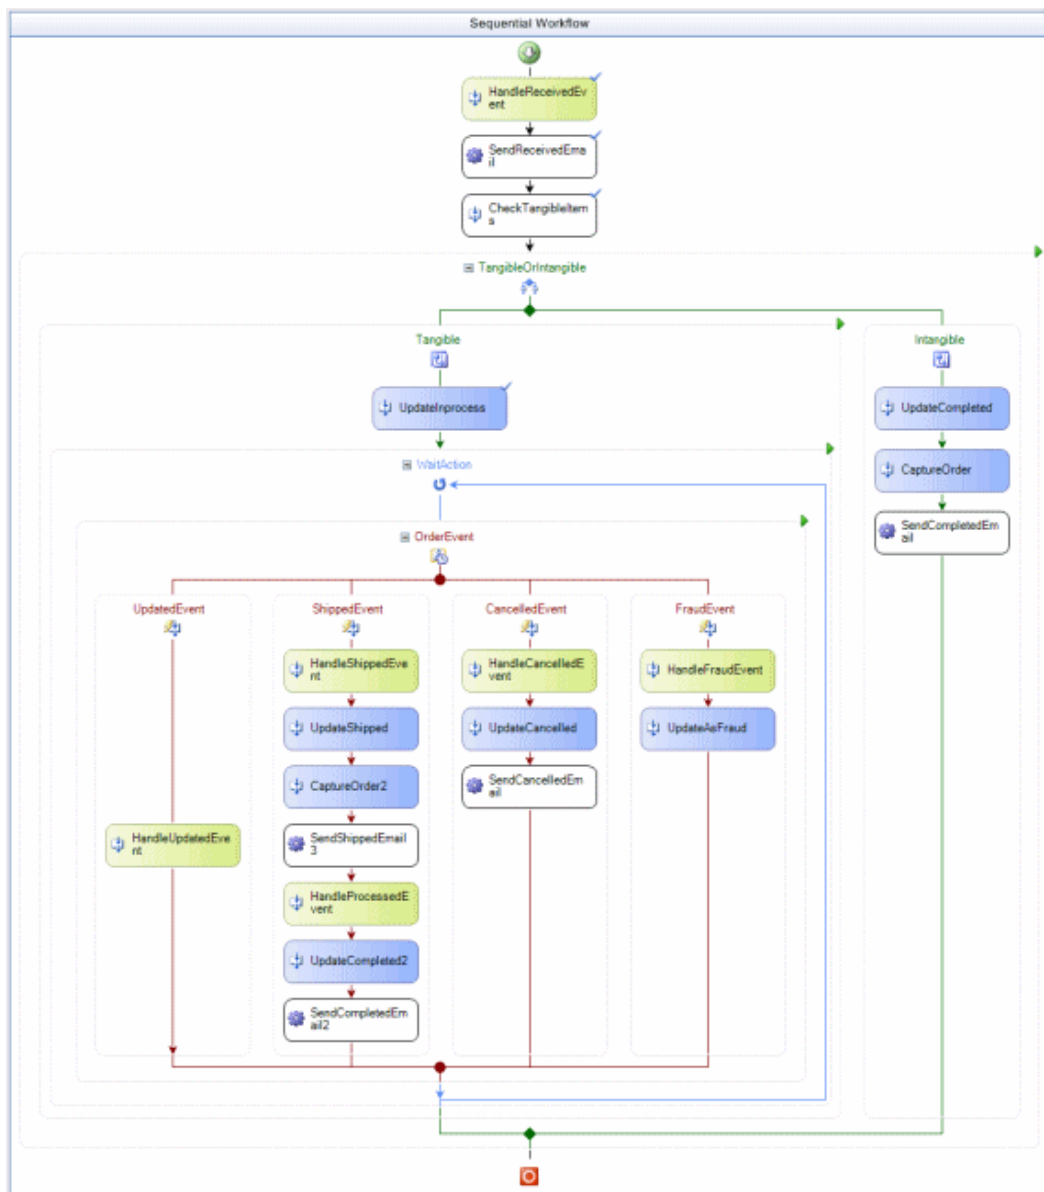 Sequential Workflow
HandleReceivedEv
ent
SendReceivedEma
il
CheckTangibleItem
s
TangibleOrIntangible
Tangible
UpdateInprocess
WaitAction
OrderEvent
UpdatedEvent
HandleUpdatedEve
nt
ShippedEvent
HandleShippedEve
nt
UpdateShipped
CaptureOrder2
SendShippedEmail
3
HandleProcessedE
vent
UpdateCompleted2
SendCompletedEm
ail2
CancelledEvent
HandleCancelledE
vent
UpdateCancelled
SendCancelledEm
ail
FraudEvent
HandleFraudEvent
UpdateAsFraud
Intangible
UpdateCompleted
CaptureOrder
SendCompletedEm
ail